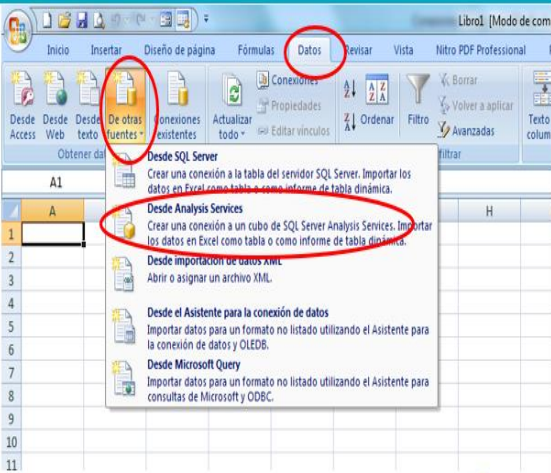 Libro1 [Modo de com
Inicio Insertar Diseño de página Fórmulas Datos Revisar Vista Nitro PDF Professional
Desde Access
Desde Web
Desde texto
De otras fuentes
Conexiones existentes
Obtener da
Actualizar todo
Conexiones
Propiedades
Editar vínculos
Ordenar
Filtro
Borrar
Volver a aplicar
Avanzadas
filtrar
Texto
colum
A1
A H
Desde SQL Server
Crear una conexión a la tabla del servidor SQL Server. Importar los
datos en Excel como tabla o como informe de tabla dinámica.
Desde Analysis Services
Crear una conexión a un cubo de SQL Server Analysis Services. Importar
los datos en Excel como tabla o como informe de tabla dinámica.
Desde importación de datos XML
Abrir o asignar un archivo XML.
Desde el Asistente para la conexión de datos
Importar datos para un formato no listado utilizando el Asistente para
la conexión de datos y OLEDB.
Desde Microsoft Query
Importar datos para un formato no listado utilizando el Asistente para
consultas de Microsoft y ODBC.
1
2
3
4
5
6
7
8
9
10
11